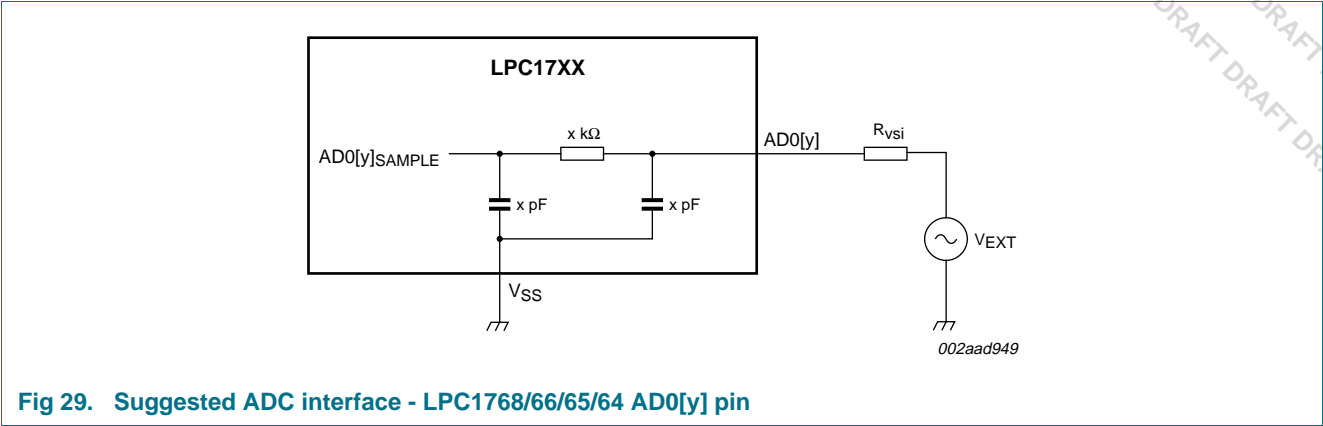 DRAFT DRAFT DRA
DRAFT
LPC17XX
AD0[y]SAMPLE
x kΩ
AD0[y]
Rvsi
x pF
x pF
VEXT
VSS
002aad949
Fig 29. Suggested ADC interface - LPC1768/66/65/64 AD0[y] pin